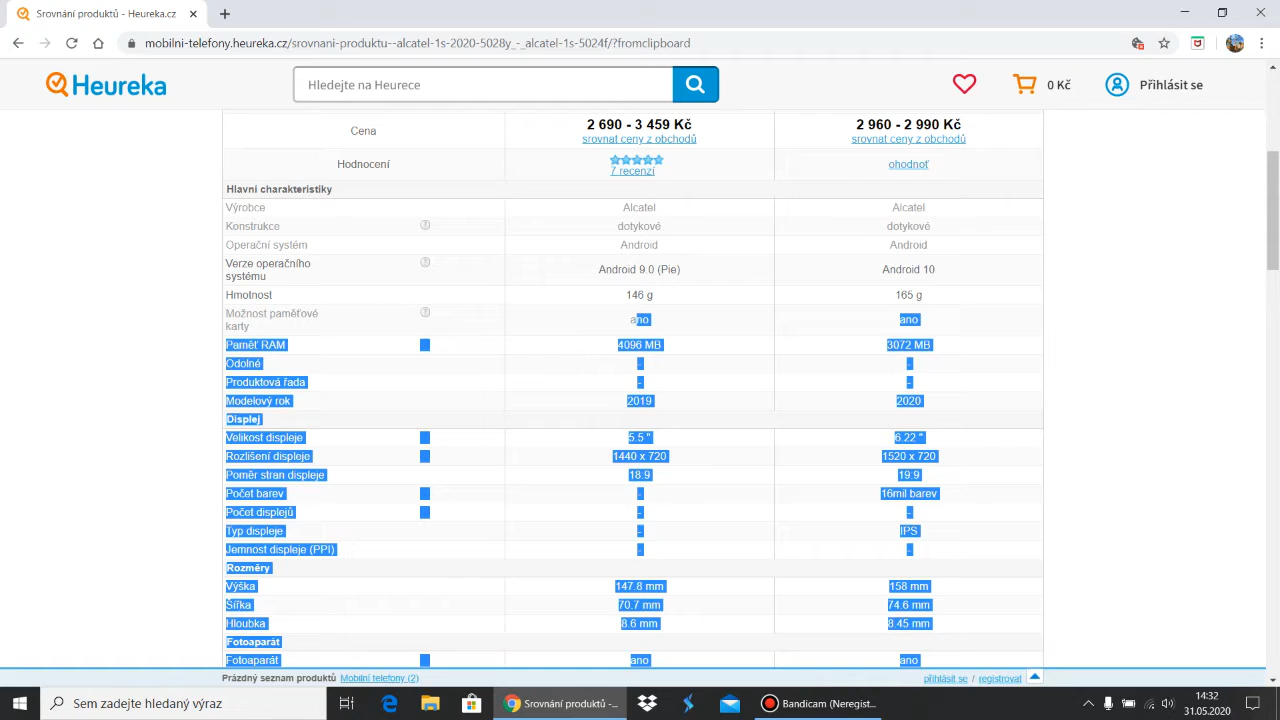 Srovnání produktů - Heureka.cz
mobilni-telefony.heureka.cz/srovnani-produktu--alcatel-1s-2020-5028y_-_alcatel-1s-5024f/?fromclipboard
Heureka
Hledejte na Heurece
0 Kč
Přihlásit se
Cena 2 690 - 3 459 Kč 2 960 - 2 990 Kč
srovnat ceny z obchodů srovnat ceny z obchodů
Hodnocení 7 recenzí ohodnoť
Hlavní charakteristiky
Výrobce Alcatel Alcatel
Konstrukce dotykové dotykové
Operační systém Android Android
Verze operačního
systému Android 9.0 (Pie) Android 10
Hmotnost 146 g 165 g
Možnost paměťové
karty ano ano
Paměť RAM 4096 MB 3072 MB
Odolné - -
Produktová řada - -
Modelový rok 2019 2020
Displej
Velikost displeje 5.5 " 6.22 "
Rozlišení displeje 1440 x 720 1520 x 720
Poměr stran displeje 18:9 19:9
Počet barev - 16mil barev
Počet displejů - -
Typ displeje - IPS
Jemnost displeje (PPI) - -
Rozměry
Výška 147.8 mm 158 mm
Šířka 70.7 mm 74.6 mm
Hloubka 8.6 mm 8.45 mm
Fotoaparát
Fotoaparát ano ano
Prázdný seznam produktů Mobilní telefony (2) přihlásit se / registrovat
Sem zadejte hledaný výraz
Srovnání produktů -...
Bandicam (Neregist...
14:32
31.05.2020